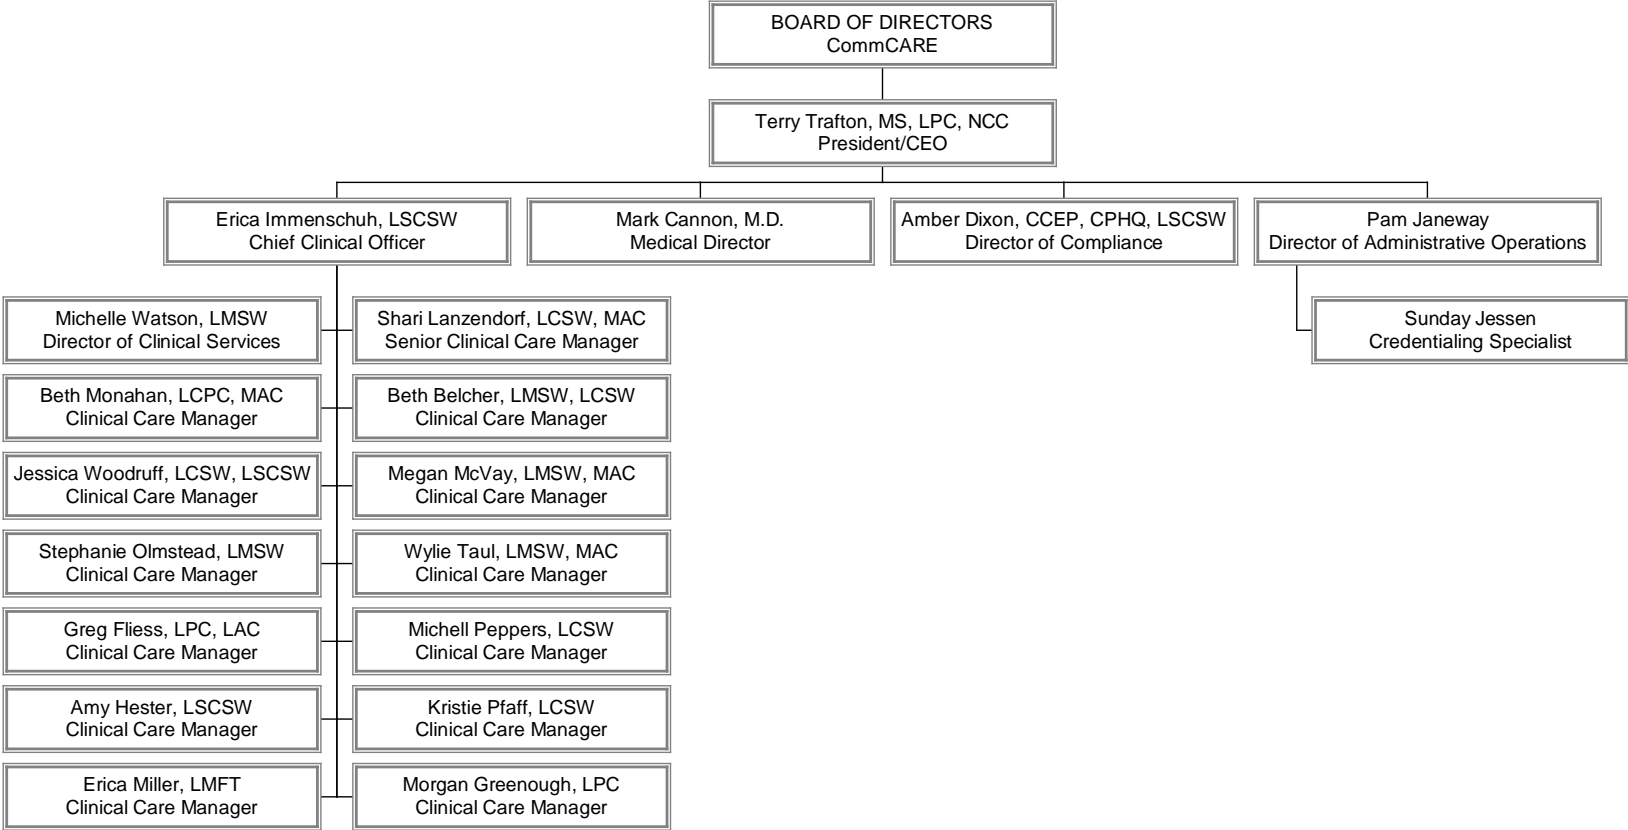 BOARD OF DIRECTORS
CommCARE
Terry Trafton, MS, LPC, NCC
President/CEO
Erica Immenschuh, LSCSW
Chief Clinical Officer
Mark Cannon, M.D.
Medical Director
Amber Dixon, CCEP, CPHQ, LSCSW
Director of Compliance
Pam Janeway
Director of Administrative Operations
Michelle Watson, LMSW
Director of Clinical Services
Shari Lanzendorf, LCSW, MAC
Senior Clinical Care Manager
Sunday Jessen
Credentialing Specialist
Beth Monahan, LCPC, MAC
Clinical Care Manager
Beth Belcher, LMSW, LCSW
Clinical Care Manager
Jessica Woodruff, LCSW, LSCSW
Clinical Care Manager
Megan McVay, LMSW, MAC
Clinical Care Manager
Stephanie Olmstead, LMSW
Clinical Care Manager
Wylie Taul, LMSW, MAC
Clinical Care Manager
Greg Fliess, LPC, LAC
Clinical Care Manager
Michell Peppers, LCSW
Clinical Care Manager
Amy Hester, LSCSW
Clinical Care Manager
Kristie Pfaff, LCSW
Clinical Care Manager
Erica Miller, LMFT
Clinical Care Manager
Morgan Greenough, LPC
Clinical Care Manager